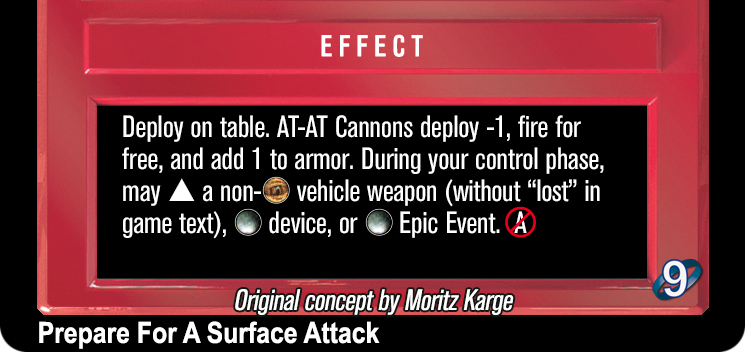 EFFECT
Deploy on table. AT-AT Cannons deploy -1, fire for
free, and add 1 to armor. During your control phase,
may ▲ a non- vehicle weapon (without “lost” in
game text), device, or Epic Event. A
9
Original concept by Moritz Karge
Prepare For A Surface Attack